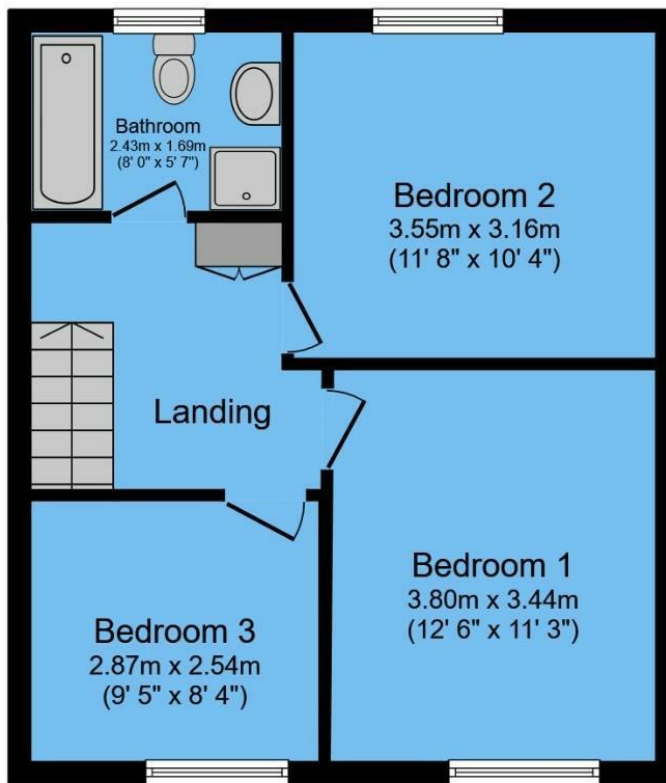 Bathroom
2.43m x 1.69m
(8' 0" x 5' 7")
Bedroom 2
3.55m x 3.16m
(11' 8" x 10' 4")
Landing
Bedroom 1
3.80m x 3.44m
(12' 6" x 11' 3")
Bedroom 3
2.87m x 2.54m
(9' 5" x 8' 4")